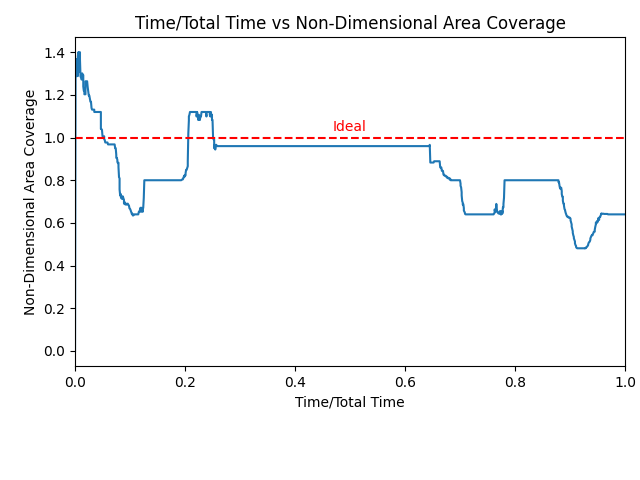 Time/Total Time vs Non-Dimensional Area Coverage
Non-Dimensional Area Coverage
1.4
1.2
1.0
0.8
0.6
0.4
0.2
0.0
Ideal
0.0 0.2 0.4 0.6 0.8 1.0
Time/Total Time